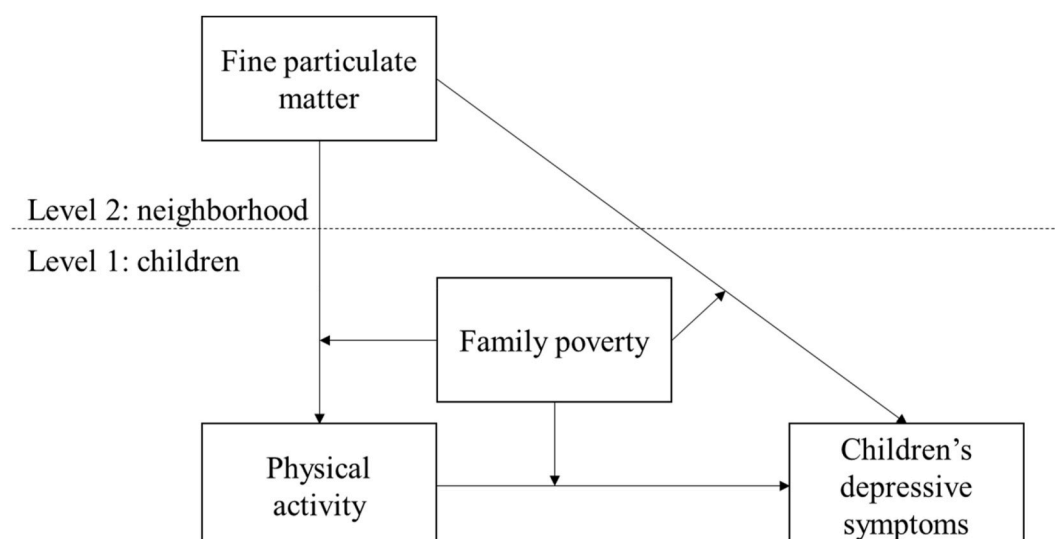 Fine particulate
matter
Level 2: neighborhood
Level 1: children
Family poverty
Physical
activity
Children’s
depressive
symptoms